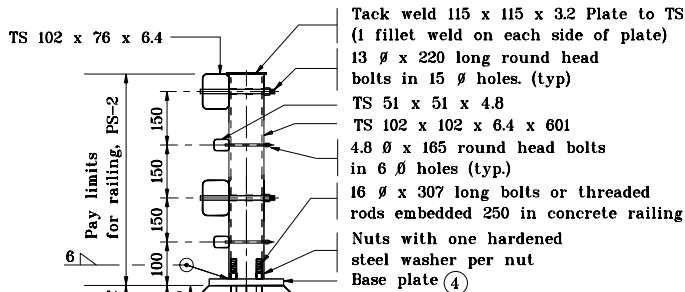 Tack weld 115 x 115 x 3.2 Plate to TS
(1 fillet weld on each side of plate)
TS 102 x 76 x 6.4
13 ø x 220 long round head
bolts in 15 ø holes. (typ)
TS 51 x 51 x 4.8
TS 102 x 102 x 6.4 x 601
4.8 Ø x 165 round head bolts
in 6 Ø holes (typ.)
16 ø x 307 long bolts or threaded
rods embedded 250 in concrete railing
Nuts with one hardened
steel washer per nut
Base plate 4
Pay limits
for railing, PS-2
150
150
150
100
6